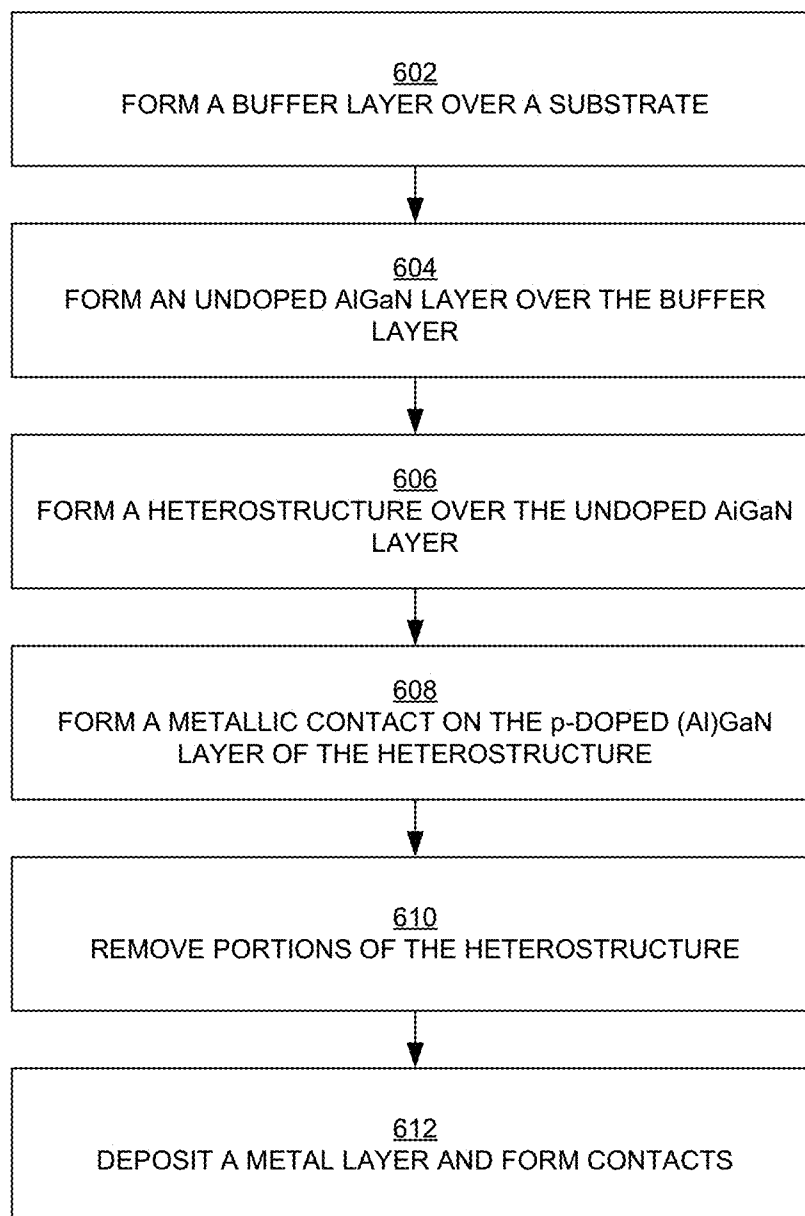 602
FORM A BUFFER LAYER OVER A SUBSTRATE
604
FORM AN UNDOPED AlGaN LAYER OVER THE BUFFER
LAYER
606
FORM A HETEROSTRUCTURE OVER THE UNDOPED AiGaN
LAYER
608
FORM A METALLIC CONTACT ON THE p-DOPED (Al)GaN
LAYER OF THE HETEROSTRUCTURE
610
REMOVE PORTIONS OF THE HETEROSTRUCTURE
612
DEPOSIT A METAL LAYER AND FORM CONTACTS